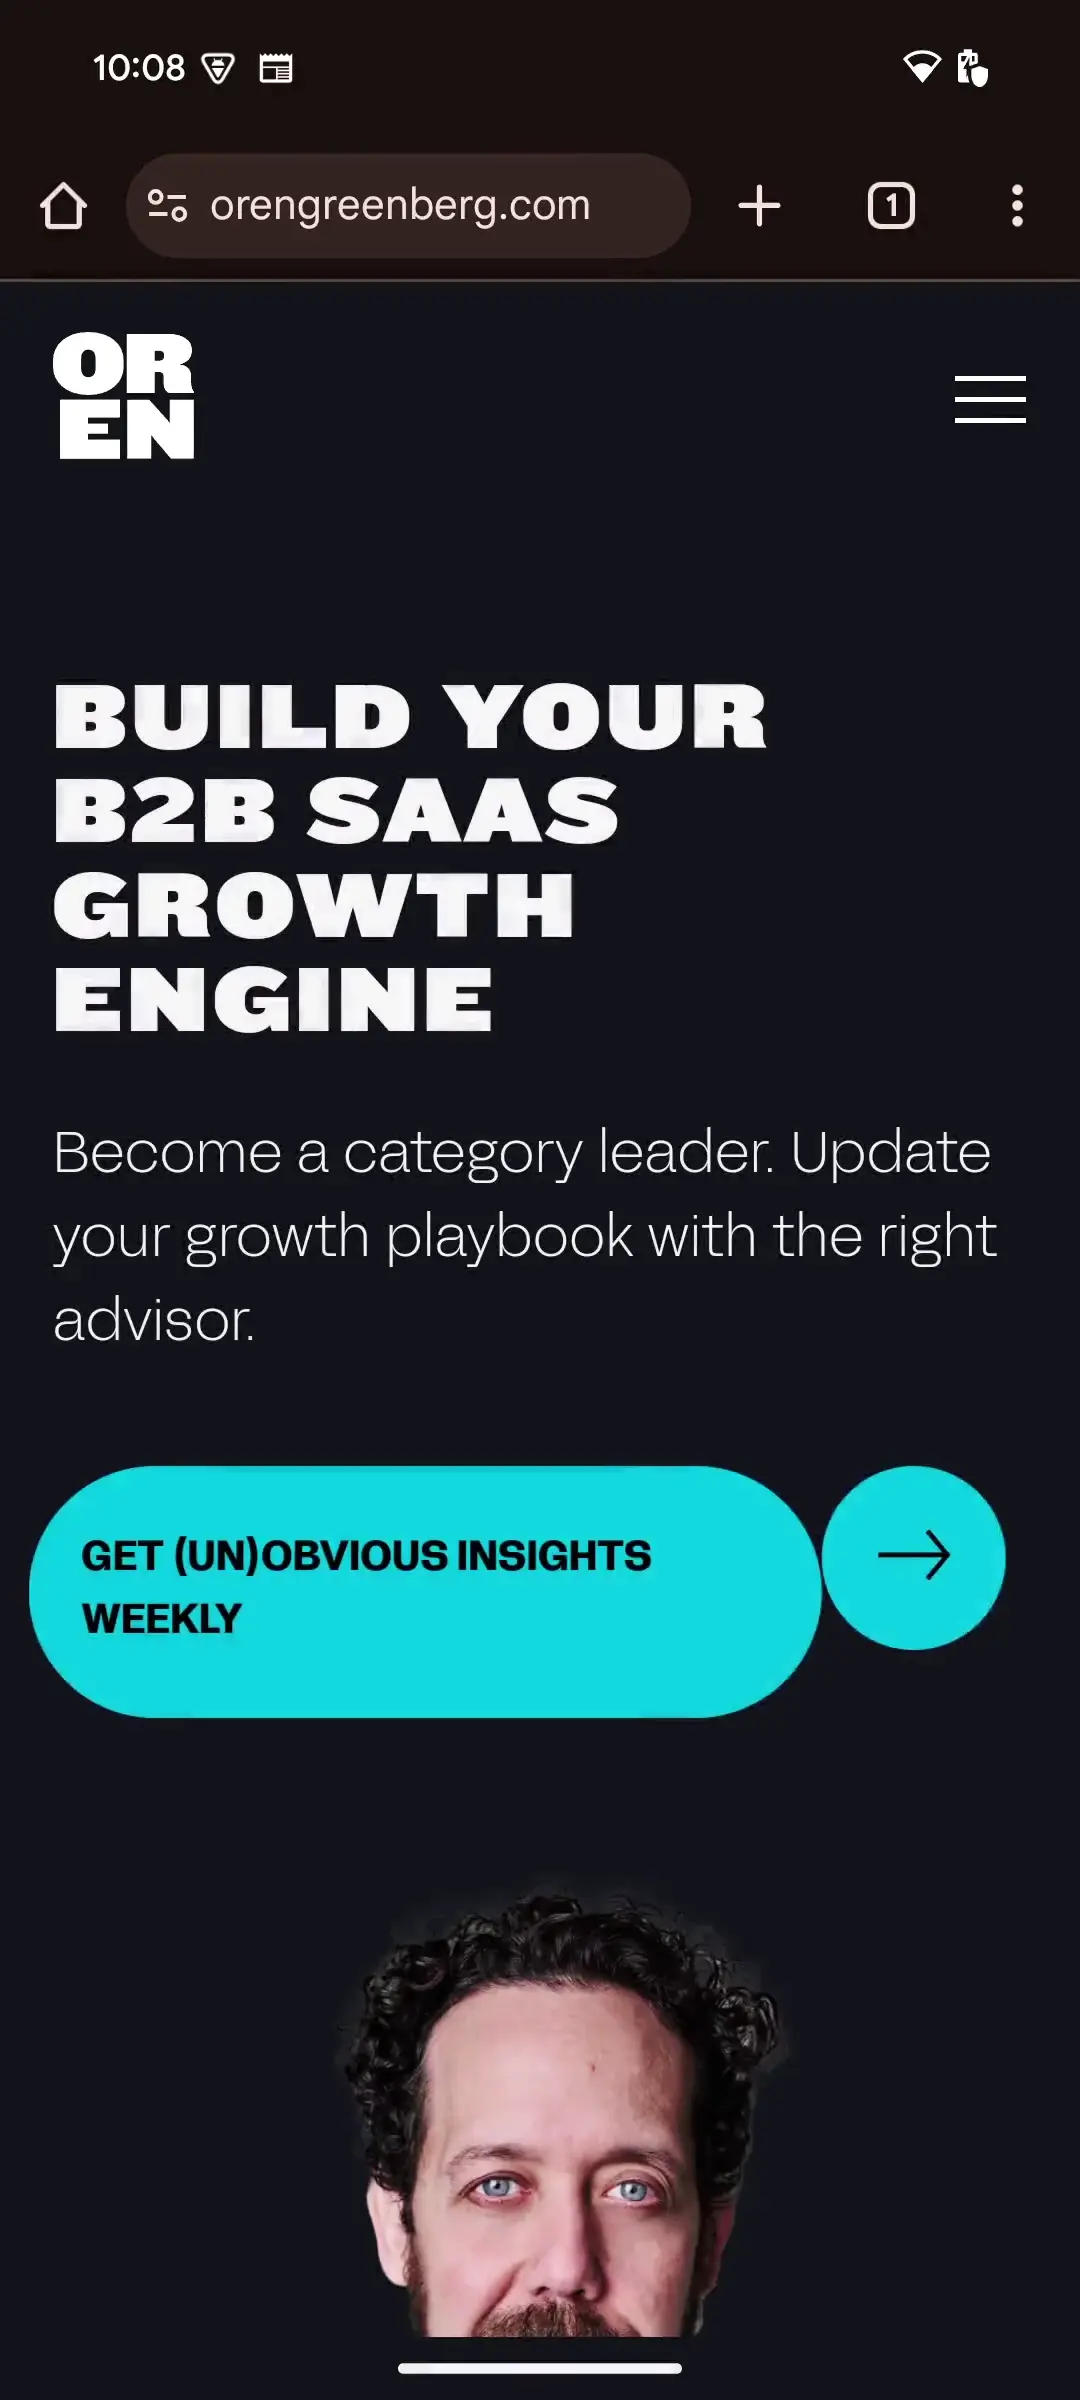 10:08
orengreenberg.com
1
OR
EN
BUILD YOUR
B2B SAAS
GROWTH
ENGINE
Become a category leader. Update
your growth playbook with the right
advisor.
GET (UN)OBVIOUS INSIGHTS
WEEKLY